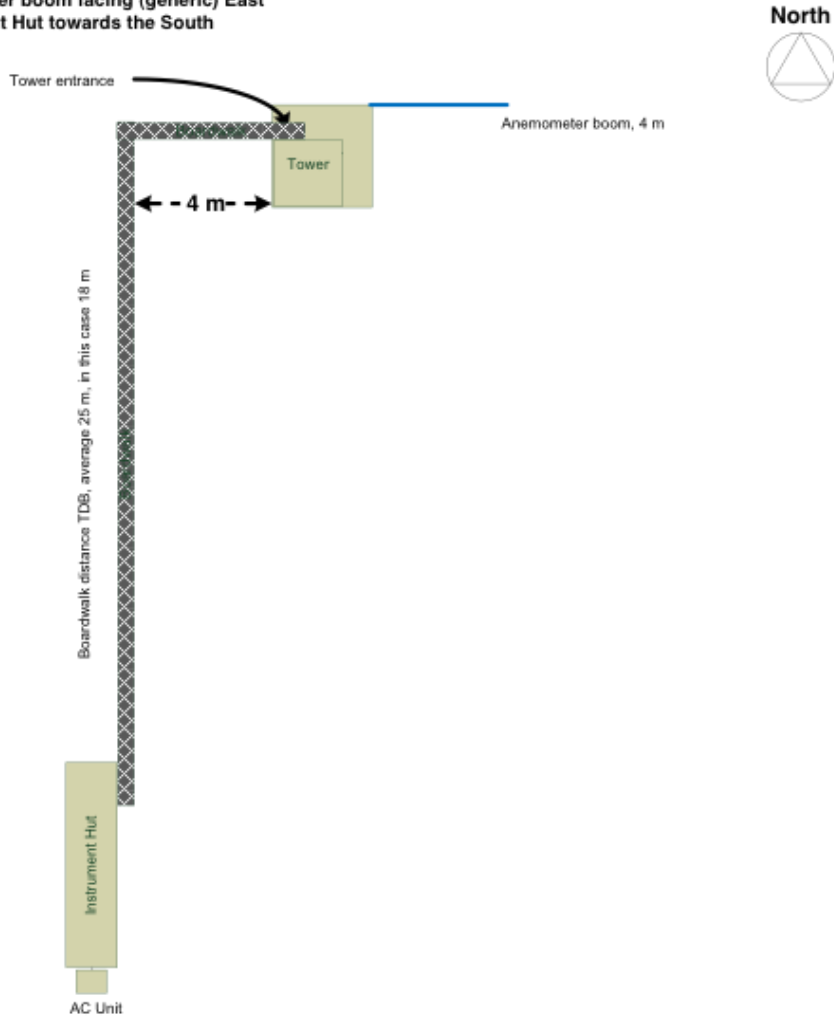 er boom facing (generic) East
t Hut towards the South
North
Tower entrance
Anemometer boom, 4 m
Tower
4 m
Boardwalk distance TDB, average 25 m, in this case 18 m
Instrument Hut
AC Unit